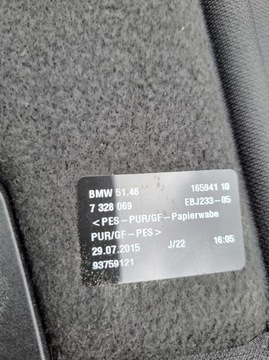 BMW 51.46 165941 10
7 328 069 EBJ233-05
<PES-PUR/GF-Papierwabe
PUR/GF-PES>
29.07.2015 J/22 16:05
93759121